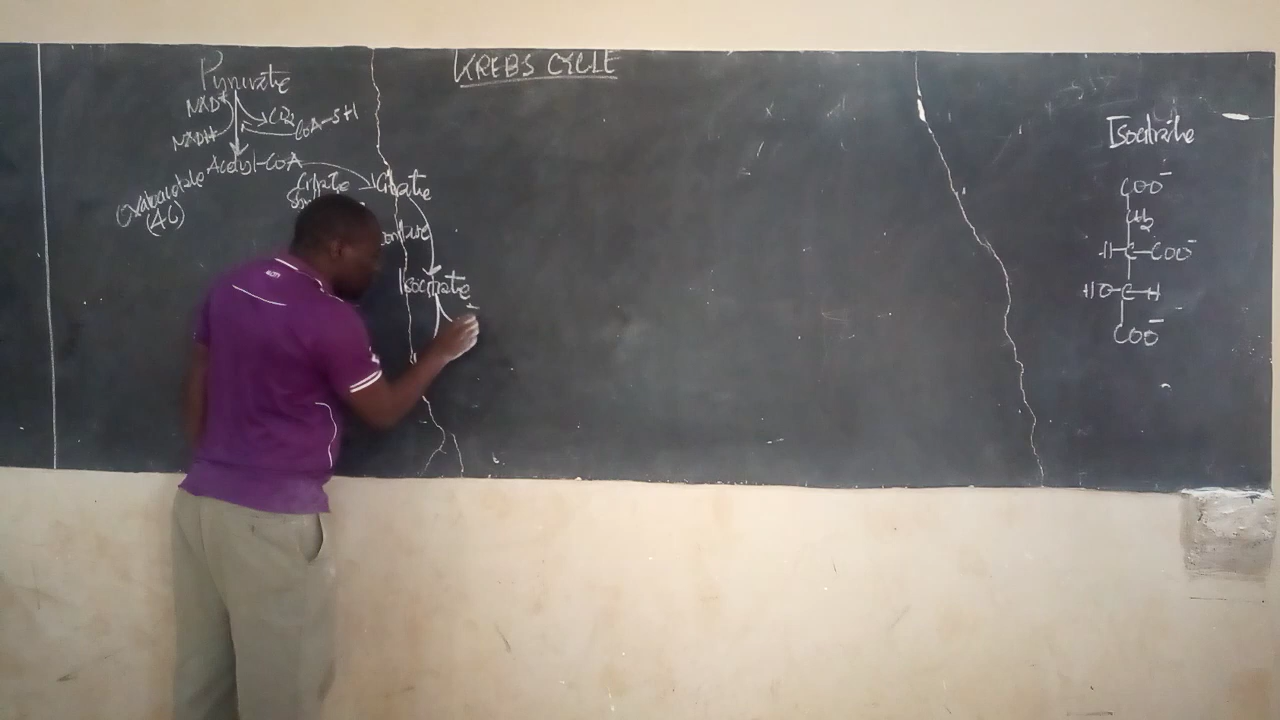 KREBS CYCLE
Pyruvate
NAD+
CO2
CoA-SH
NADH
Acetyl-CoA
Oxaloacetate
(4C)
Citrate
Citrate
Isocitrate
Isocitrate
COO-
CH2
H-C-COO-
HO-C-H
COO-